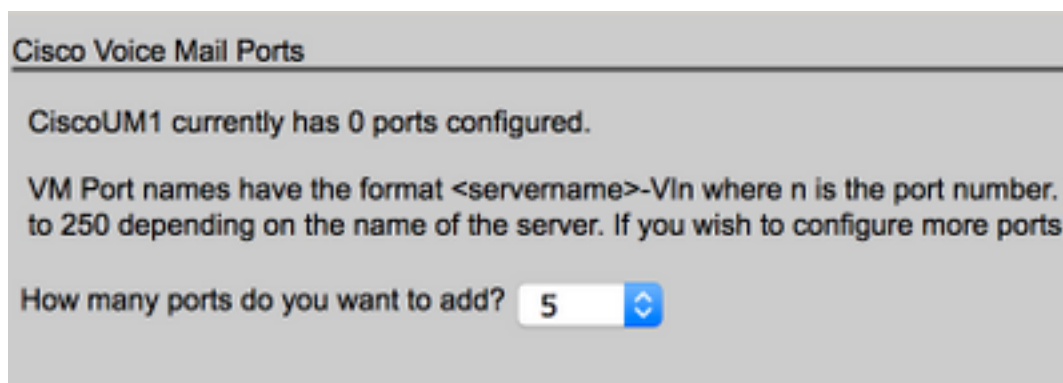 Cisco Voice Mail Ports
CiscoUM1 currently has 0 ports configured.
VM Port names have the format <servername>-VIn where n is the port number.
to 250 depending on the name of the server. If you wish to configure more ports
How many ports do you want to add? 5